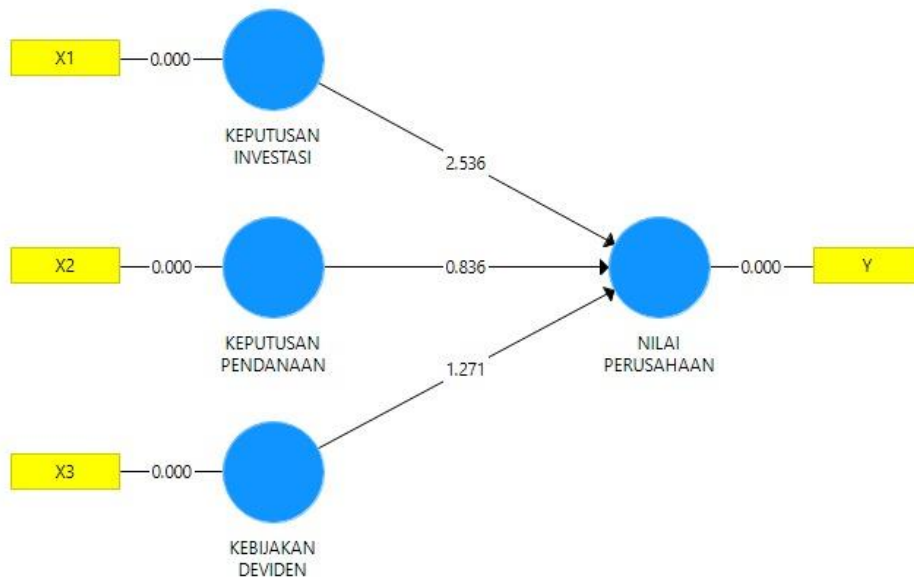 X1
0.000
KEPUTUSAN
INVESTASI
2.536
X2
0.000
KEPUTUSAN
PENDANAAN
0.836
NILAI
PERUSAHAAN
0.000
Y
1.271
X3
0.000
KEBIJAKAN
DEVIDEN